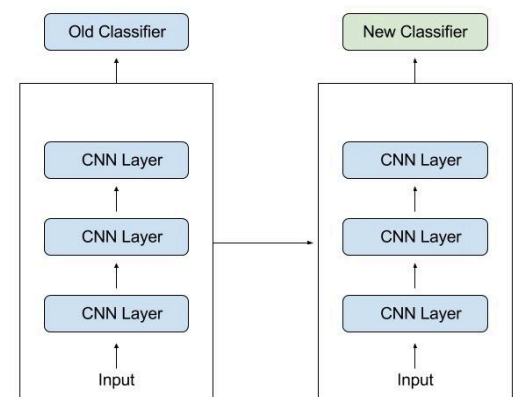 Old Classifier
CNN Layer
CNN Layer
CNN Layer
Input
New Classifier
CNN Layer
CNN Layer
CNN Layer
Input